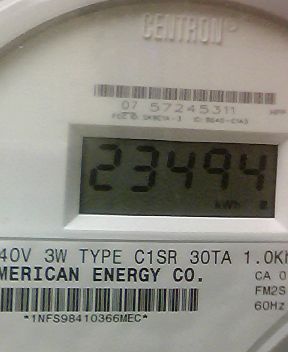 CENTRON®
07 57245311
23494
kWh
40V 3W TYPE C1SR 30TA 1.0Kh
MERICAN ENERGY CO. CA 0
FM2S
60Hz
*1NFS98410366MEC*